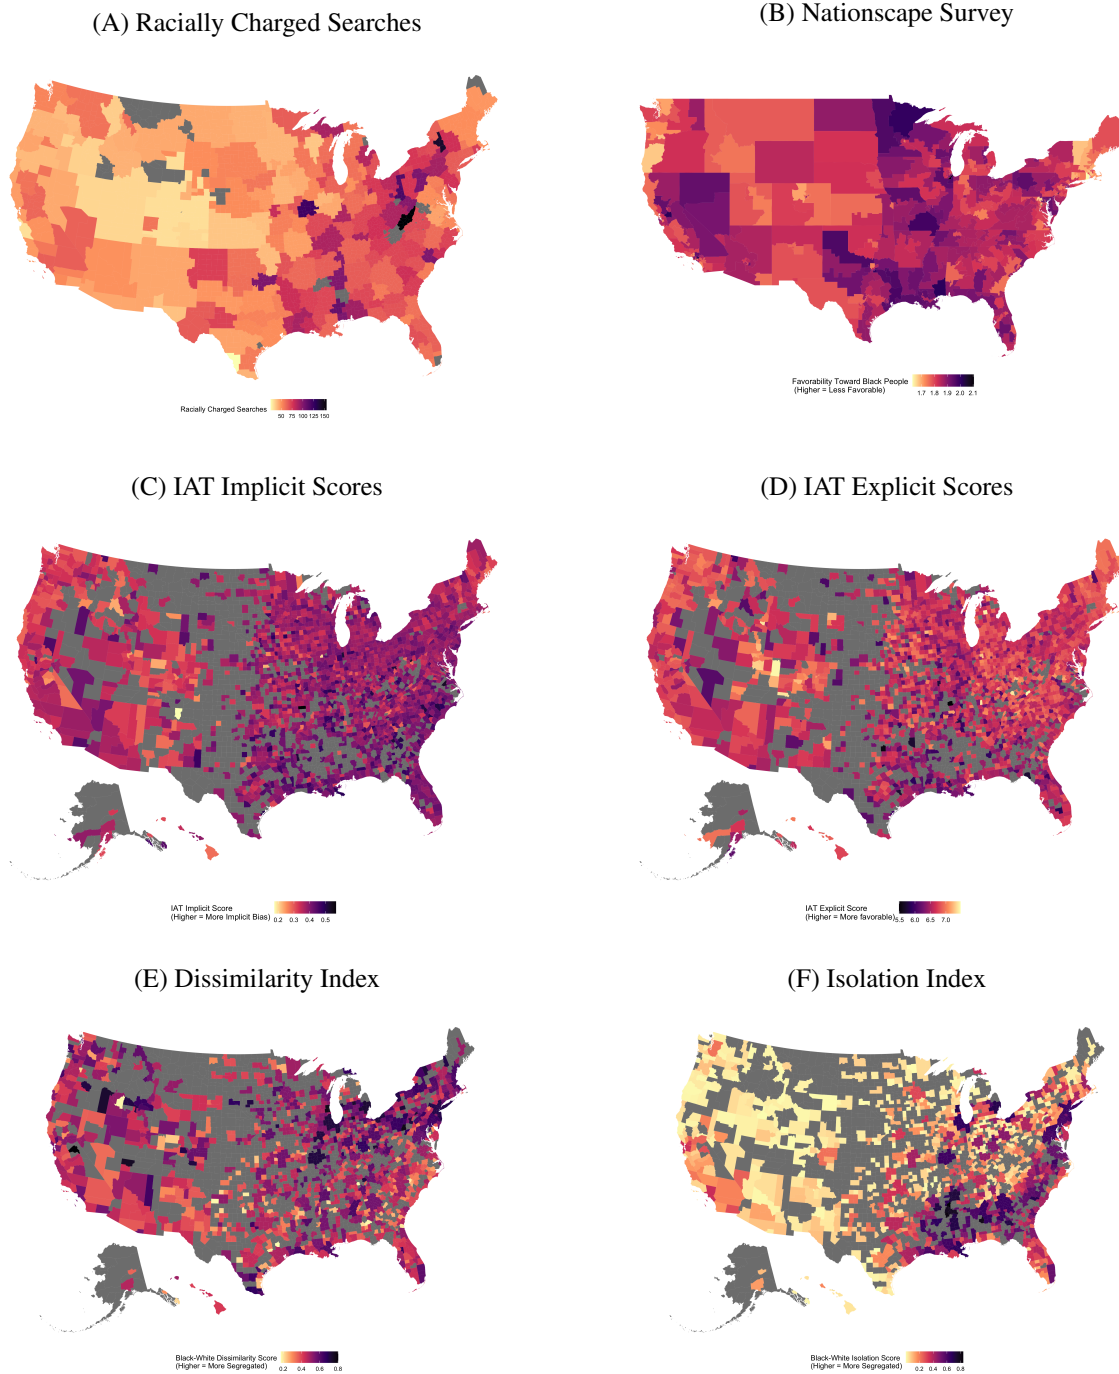 (A) Racially Charged Searches
(B) Nationscape Survey
Racially Charged Searches
50 75 100 125 150
Favorability Toward Black People
(Higher = Less Favorable)
1.7 1.8 1.9 2.0 2.1
(C) IAT Implicit Scores
(D) IAT Explicit Scores
IAT Implicit Score
(Higher = More Implicit Bias)
0.2 0.3 0.4 0.5
IAT Explicit Score
(Higher = More favorable)
5.5 6.0 6.5 7.0
(E) Dissimilarity Index
(F) Isolation Index
Black-White Dissimilarity Score
(Higher = More Segregated)
0.2 0.4 0.6 0.8
Black-White Isolation Score
(Higher = More Segregated)
0.2 0.4 0.6 0.8